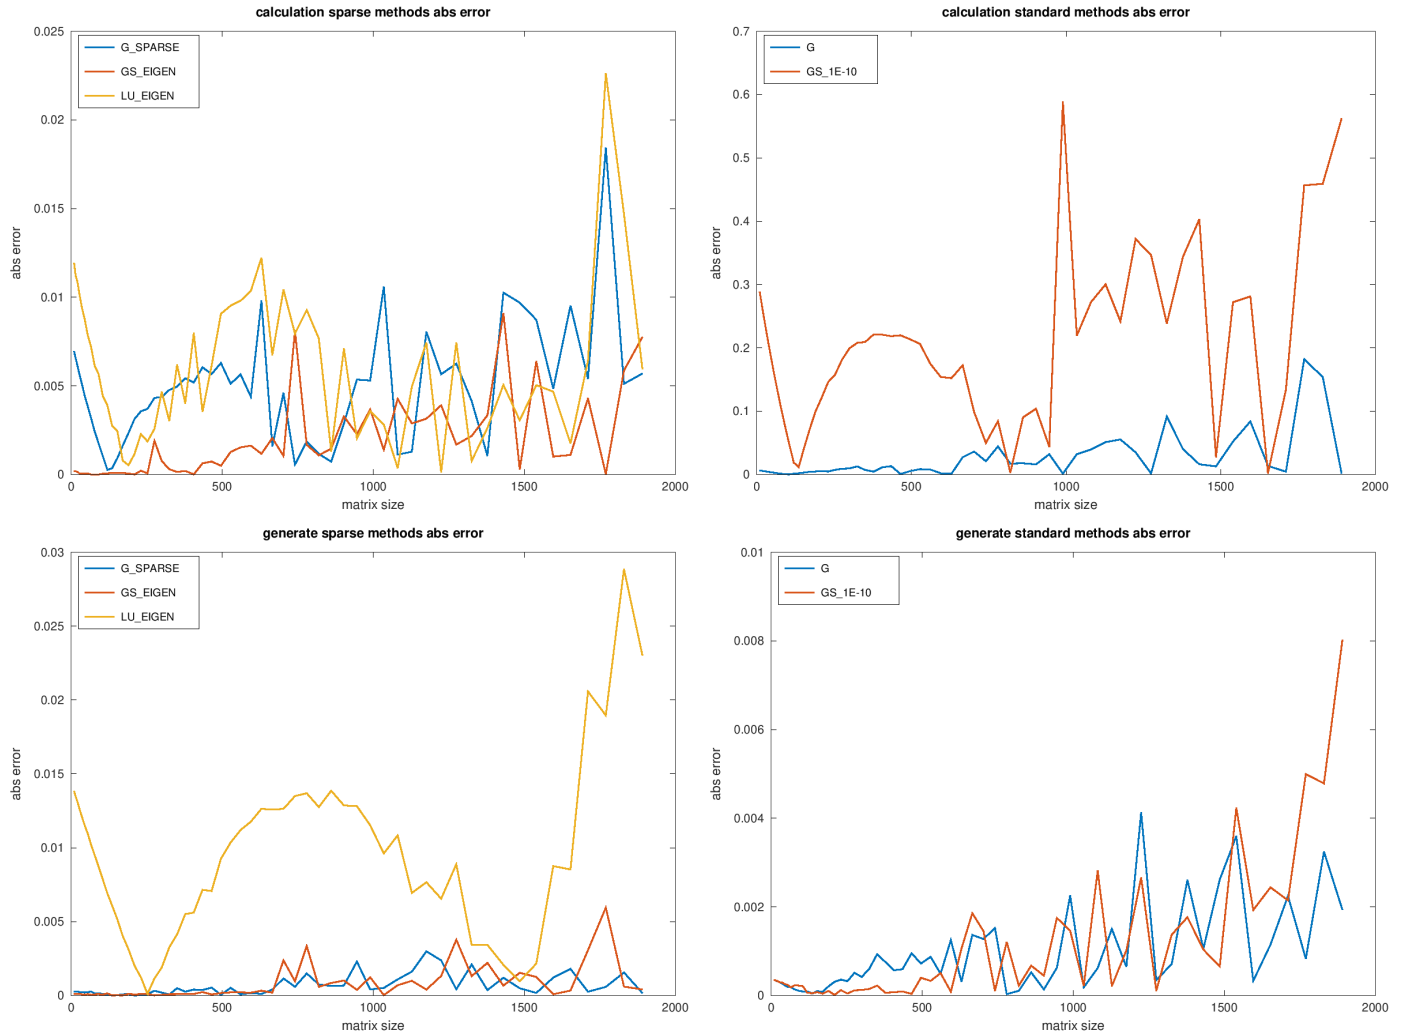 calculation sparse methods abs error
0.025
0.02
0.015
0.01
0.005
0
abs error
G_SPARSE
GS_EIGEN
LU_EIGEN
0 500 1000 1500 2000
matrix size
calculation standard methods abs error
0.7
0.6
0.5
0.4
0.3
0.2
0.1
0
abs error
G
GS_1E-10
0 500 1000 1500 2000
matrix size
generate sparse methods abs error
0.03
0.025
0.02
0.015
0.01
0.005
0
abs error
G_SPARSE
GS_EIGEN
LU_EIGEN
0 500 1000 1500 2000
matrix size
generate standard methods abs error
0.01
0.008
0.006
0.004
0.002
0
abs error
G
GS_1E-10
0 500 1000 1500 2000
matrix size